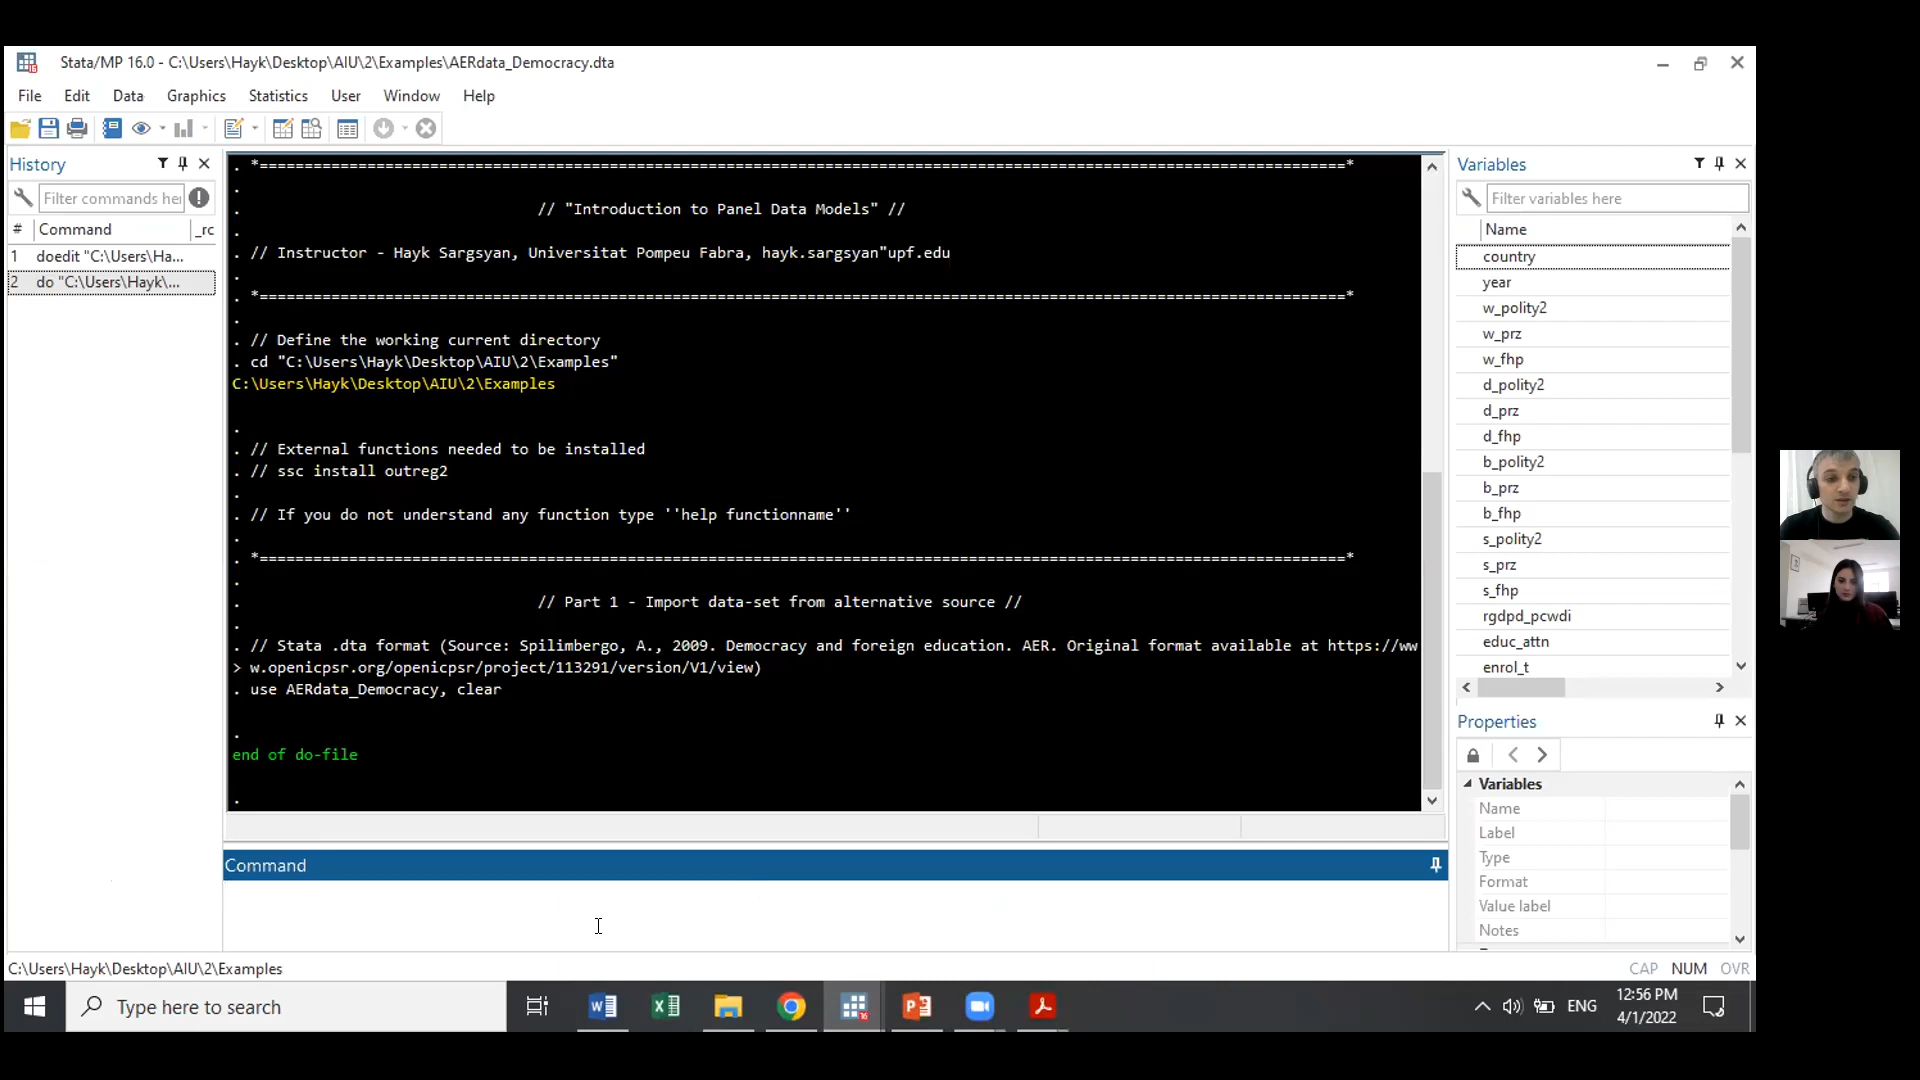 Stata/MP 16.0 - C:\Users\Hayk\Desktop\AIU\2\Examples\AERdata_Democracy.dta
File Edit Data Graphics Statistics User Window Help
History
Filter commands her
# Command _rc
1 doedit "C:\Users\Ha...
2 do "C:\Users\Hayk\...
. *=========================================================================================================================*
.
. // "Introduction to Panel Data Models" //
.
. // Instructor - Hayk Sargsyan, Universitat Pompeu Fabra, hayk.sargsyan"upf.edu
.
. *=========================================================================================================================*
.
. // Define the working current directory
. cd "C:\Users\Hayk\Desktop\AIU\2\Examples"
C:\Users\Hayk\Desktop\AIU\2\Examples
.
. // External functions needed to be installed
. // ssc install outreg2
.
. // If you do not understand any function type ''help functionname''
.
. *=========================================================================================================================*
.
. // Part 1 - Import data-set from alternative source //
.
. // Stata .dta format (Source: Spilimbergo, A., 2009. Democracy and foreign education. AER. Original format available at https://ww
> w.openicpsr.org/openicpsr/project/113291/version/V1/view)
. use AERdata_Democracy, clear
.
end of do-file
.
Command
Variables
Filter variables here
Name
country
year
w_polity2
w_prz
w_fhp
d_polity2
d_prz
d_fhp
b_polity2
b_prz
b_fhp
s_polity2
s_prz
s_fhp
rgdpd_pcwdi
educ_attn
enrol_t
Properties
Variables
Name
Label
Type
Format
Value label
Notes
C:\Users\Hayk\Desktop\AIU\2\Examples
CAP NUM OVR
Type here to search
ENG
12:56 PM
4/1/2022